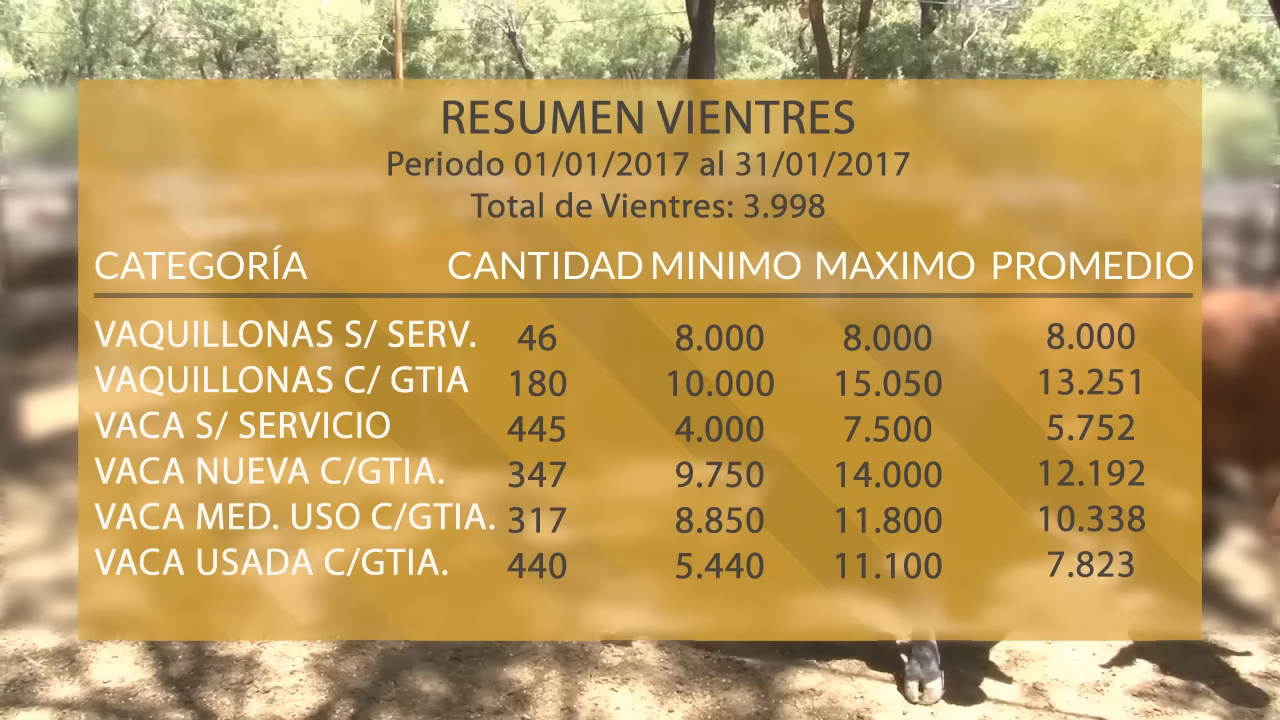 RESUMEN VIENTRES
Periodo 01/01/2017 al 31/01/2017
Total de Vientres: 3.998
CATEGORÍA CANTIDAD MINIMO MAXIMO PROMEDIO
VAQUILLONAS S/ SERV. 46 8.000 8.000 8.000
VAQUILLONAS C/ GTIA 180 10.000 15.050 13.251
VACA S/ SERVICIO 445 4.000 7.500 5.752
VACA NUEVA C/GTIA. 347 9.750 14.000 12.192
VACA MED. USO C/GTIA. 317 8.850 11.800 10.338
VACA USADA C/GTIA. 440 5.440 11.100 7.823